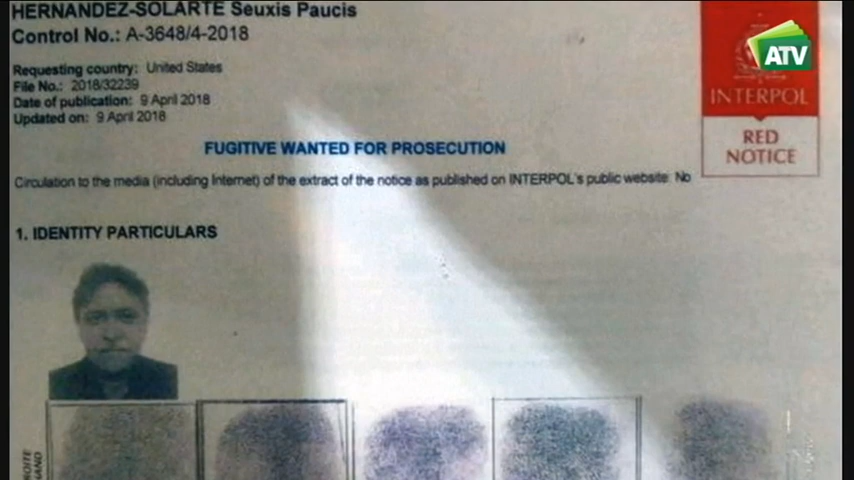 HERNANDEZ-SOLARTE Seuxis Paucis
Control No.: A-3648/4-2018
Requesting country: United States
File No.: 2018/32239
Date of publication: 9 April 2018
Updated on: 9 April 2018
ATV
INTERPOL
RED
NOTICE
FUGITIVE WANTED FOR PROSECUTION
Circulation to the media (including Internet) of the extract of the notice as published on INTERPOL's public website: No
1. IDENTITY PARTICULARS